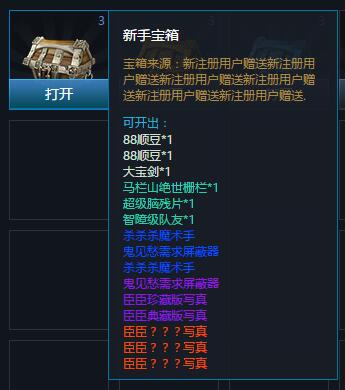 3
打开
新手宝箱
宝箱来源：新注册用户赠送新注册用
户赠送新注册用户赠送新注册用户赠
送新注册用户赠送新注册用户赠送.
可开出：
88顺豆*1
88顺豆*1
大宝剑*1
马栏山绝世栅栏*1
超级脑残片*1
智障级队友*1
杀杀杀魔术手
鬼见愁需求屏蔽器
杀杀杀魔术手
鬼见愁需求屏蔽器
臣臣珍藏版写真
臣臣典藏版写真
臣臣？？？写真
臣臣？？？写真
臣臣？？？写真